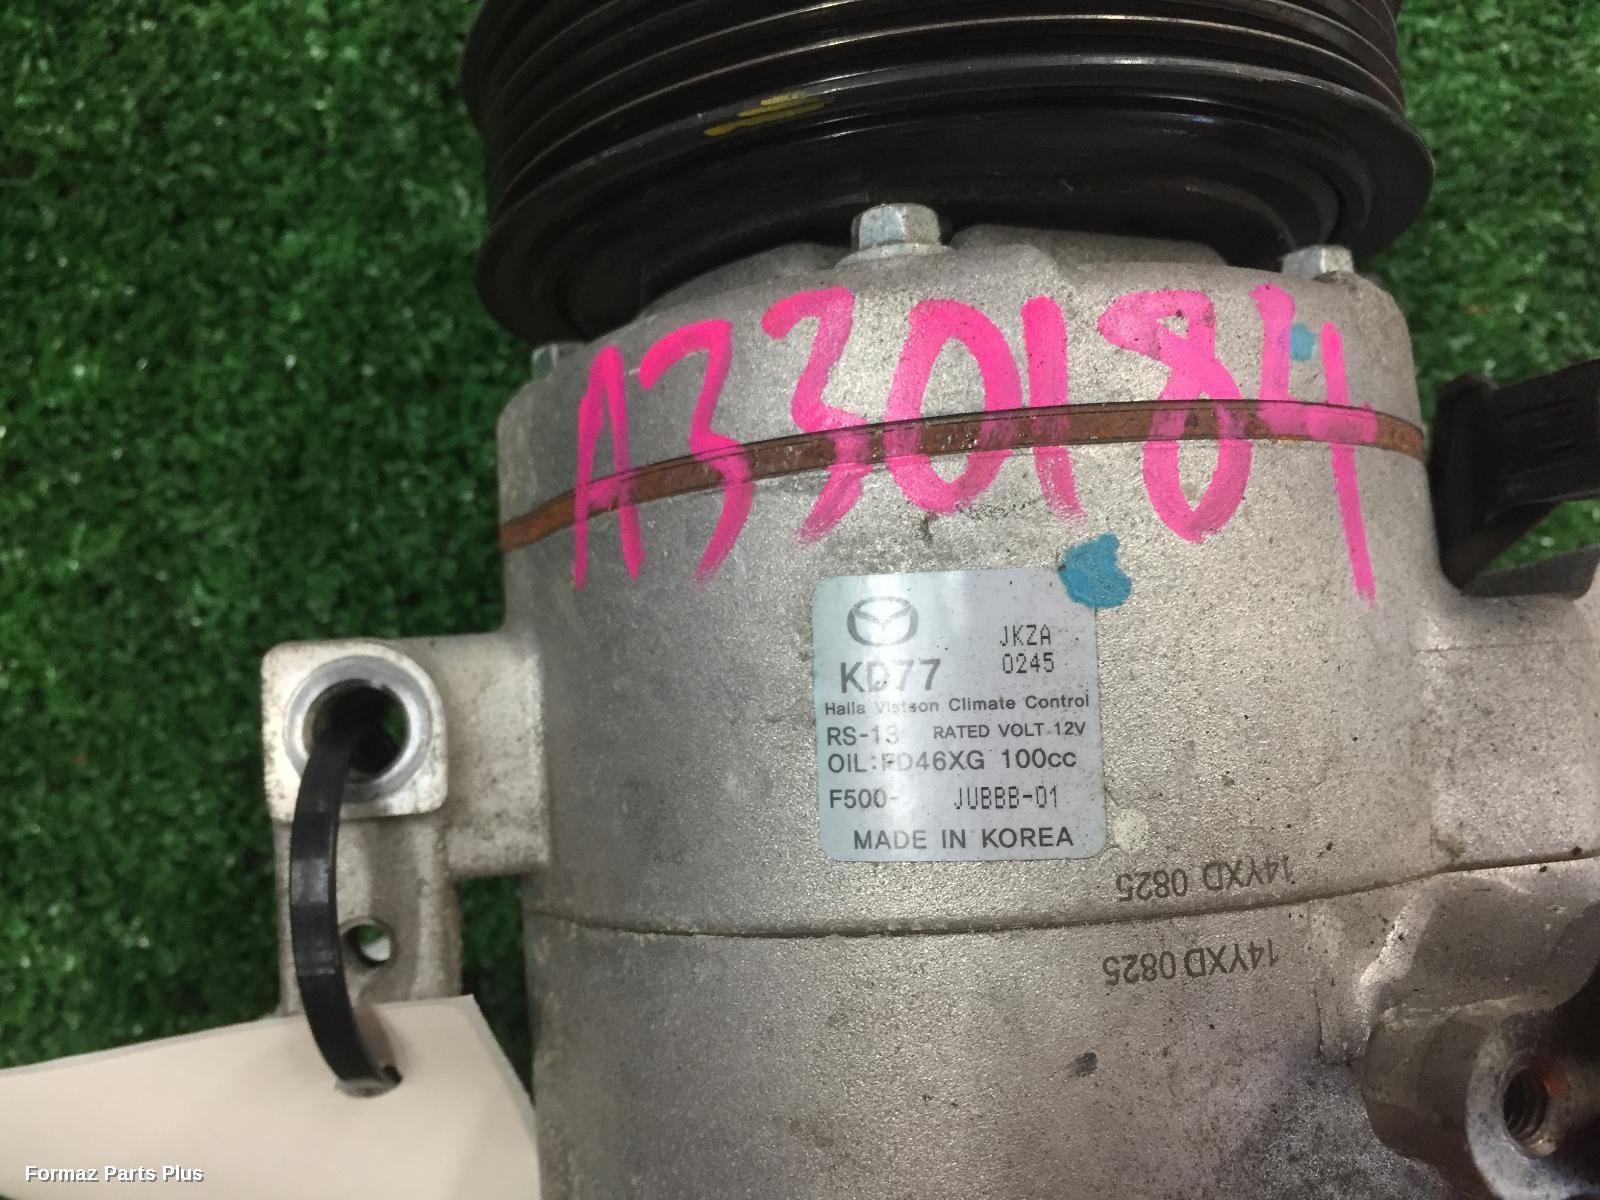 A330184
JKZA
KD77
0245
Halla Visteon Climate Control
RS-13 RATED VOLT.12V
OIL:FD46XG 100cc
F500- JUBBB-01
MADE IN KOREA
14YXD 0825
14YXD 0825
Formaz Parts Plus